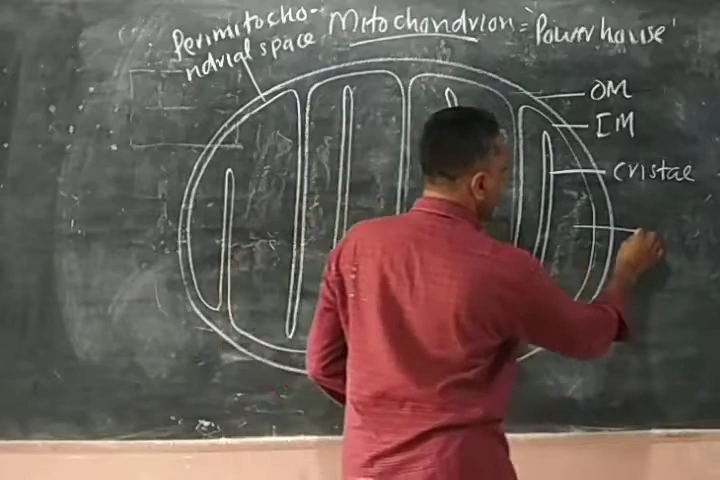 Perimitocho-
ndrial space
Mitochondrion = 'Powerhouse'
OM
IM
cristae